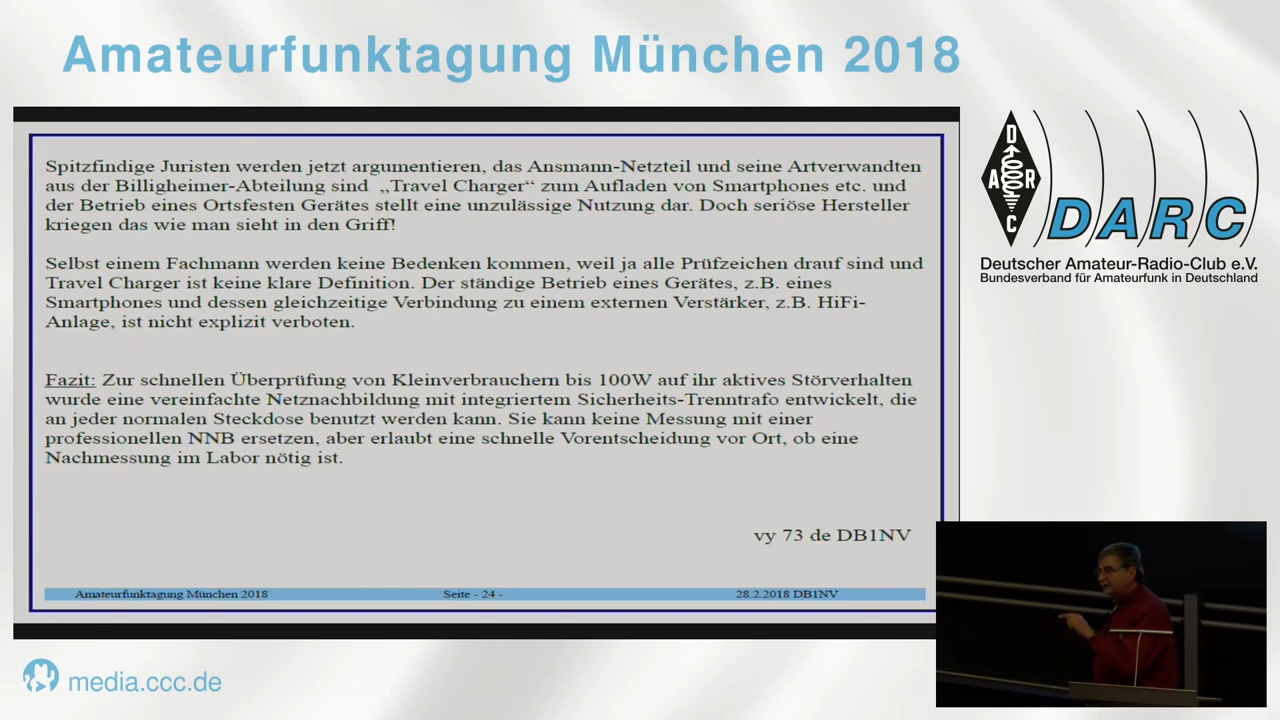 Amateurfunktagung München 2018
Spitzfindige Juristen werden jetzt argumentieren, das Ansmann-Netzteil und seine Artverwandten
aus der Billigheimer-Abteilung sind „Travel Charger“ zum Aufladen von Smartphones etc. und
der Betrieb eines Ortsfesten Gerätes stellt eine unzulässige Nutzung dar. Doch seriöse Hersteller
kriegen das wie man sieht in den Griff!
Selbst einem Fachmann werden keine Bedenken kommen, weil ja alle Prüfzeichen drauf sind und
Travel Charger ist keine klare Definition. Der ständige Betrieb eines Gerätes, z.B. eines
Smartphones und dessen gleichzeitige Verbindung zu einem externen Verstärker, z.B. HiFi-
Anlage, ist nicht explizit verboten.
Fazit: Zur schnellen Überprüfung von Kleinverbrauchern bis 100W auf ihr aktives Störverhalten
wurde eine vereinfachte Netznachbildung mit integriertem Sicherheits-Trenntrafo entwickelt, die
an jeder normalen Steckdose benutzt werden kann. Sie kann keine Messung mit einer
professionellen NNB ersetzen, aber erlaubt eine schnelle Vorentscheidung vor Ort, ob eine
Nachmessung im Labor nötig ist.
vy 73 de DB1NV
Amateurfunktagung München 2018 Seite - 24 - 28.2.2018 DB1NV
D
A R
C
DARC
Deutscher Amateur-Radio-Club e.V.
Bundesverband für Amateurfunk in Deutschland
media.ccc.de